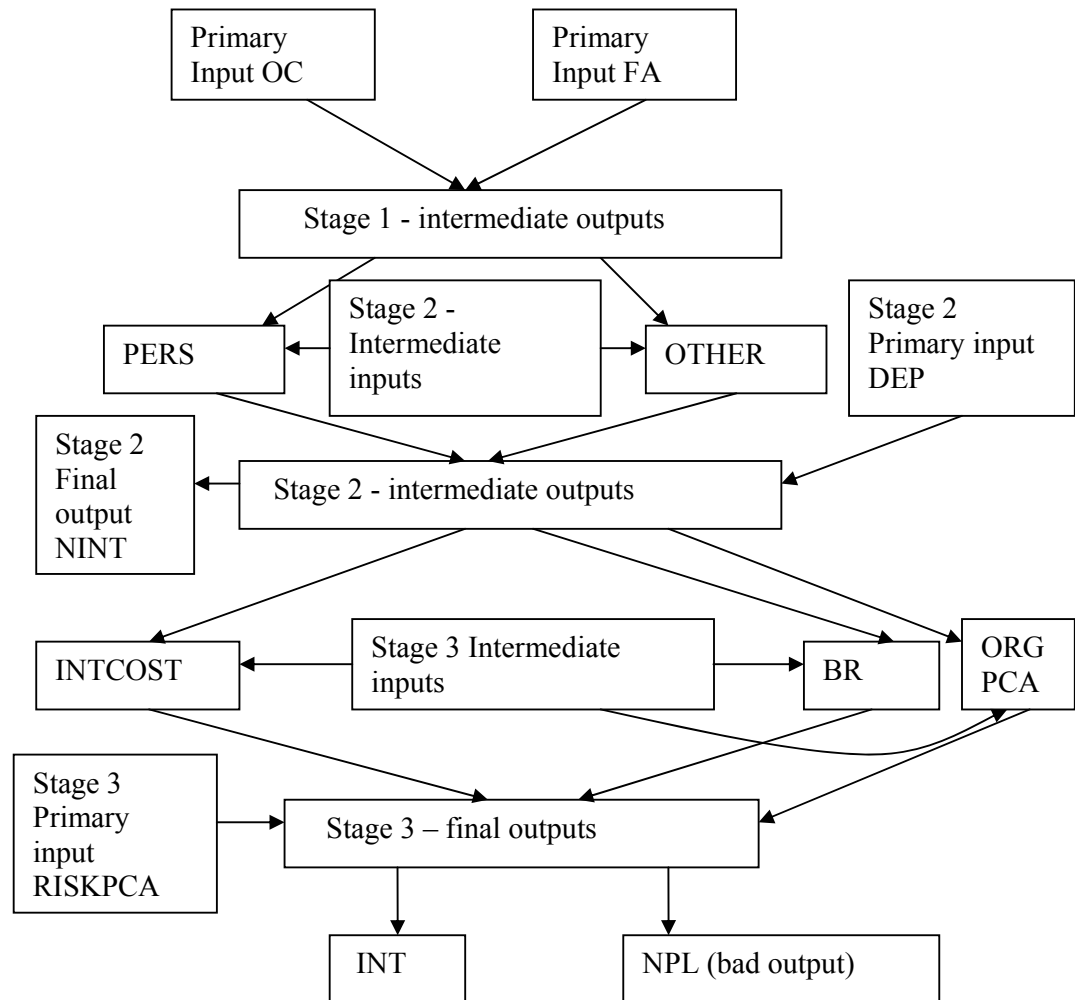 Primary
Input OC
Primary
Input FA
Stage 1 - intermediate outputs
PERS
Stage 2 -
Intermediate
inputs
OTHER
Stage 2
Primary input
DEP
Stage 2
Final
output
NINT
Stage 2 - intermediate outputs
INTCOST
Stage 3 Intermediate
inputs
BR
ORG
PCA
Stage 3
Primary
input
RISKPCA
Stage 3 – final outputs
INT
NPL (bad output)